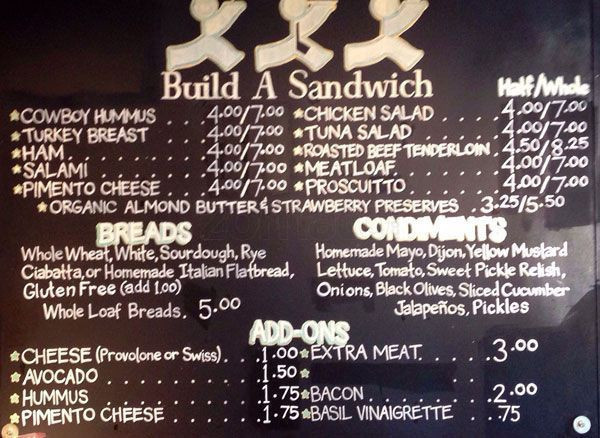 Build A Sandwich
Half/Whole
*COWBOY HUMMUS . . . . 4.00/7.00
*TURKEY BREAST . . . . 4.00/7.00
*HAM . . . . . . . . . . 4.00/7.00
*SALAMI . . . . . . . . 4.00/7.00
*PIMENTO CHEESE . . . . 4.00/7.00
*CHICKEN SALAD . . . . . 4.00/7.00
*TUNA SALAD . . . . . . 4.00/7.00
*ROASTED BEEF TENDERLOIN 4.50/8.25
*MEATLOAF . . . . . . . 4.00/7.00
*PROSCUITTO . . . . . . 4.00/7.00
*ORGANIC ALMOND BUTTER & STRAWBERRY PRESERVES . 3.25/5.50
BREADS
Whole Wheat, White, Sourdough, Rye
Ciabatta, or Homemade Italian Flatbread,
Gluten Free (add 1.00)
Whole Loaf Breads. 5.00
CONDIMENTS
Homemade Mayo, Dijon, Yellow Mustard
Lettuce, Tomato, Sweet Pickle Relish,
Onions, Black Olives, Sliced Cucumber
Jalapeños, Pickles
ADD-ONS
*CHEESE (Provolone or Swiss) . . . 1.00
*AVOCADO . . . . . . . . 1.50
*HUMMUS . . . . . . . . 1.75
*PIMENTO CHEESE . . . . 1.75
*EXTRA MEAT . . . . . 3.00
*BACON . . . . . . . . 2.00
*BASIL VINAIGRETTE . . .75